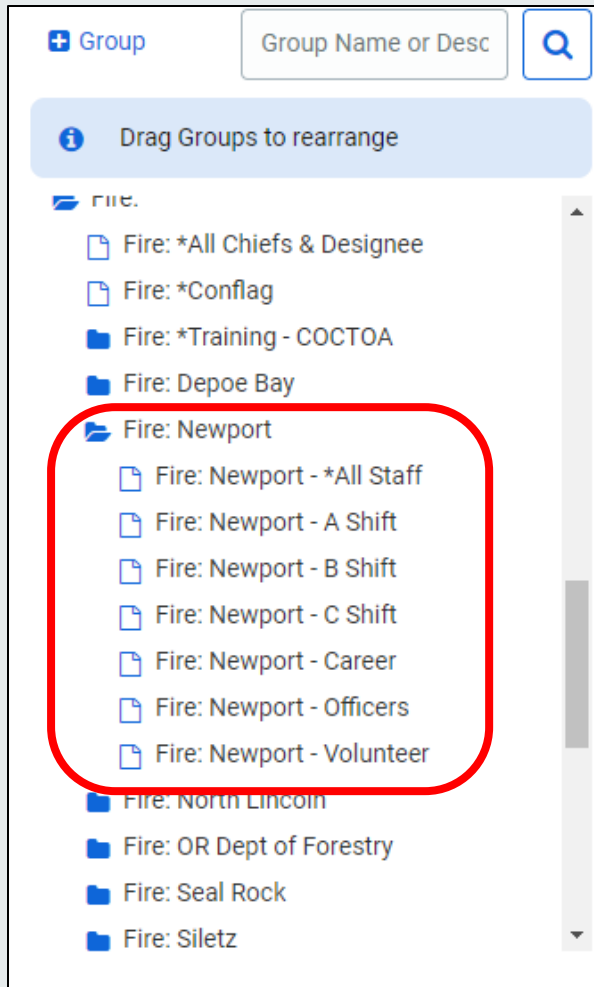 Group
Group Name or Desc
Drag Groups to rearrange
Fire:
Fire: *All Chiefs & Designee
Fire: *Conflag
Fire: *Training - COCTOA
Fire: Depoe Bay
Fire: Newport
Fire: Newport - *All Staff
Fire: Newport - A Shift
Fire: Newport - B Shift
Fire: Newport - C Shift
Fire: Newport - Career
Fire: Newport - Officers
Fire: Newport - Volunteer
Fire: North Lincoln
Fire: OR Dept of Forestry
Fire: Seal Rock
Fire: Siletz